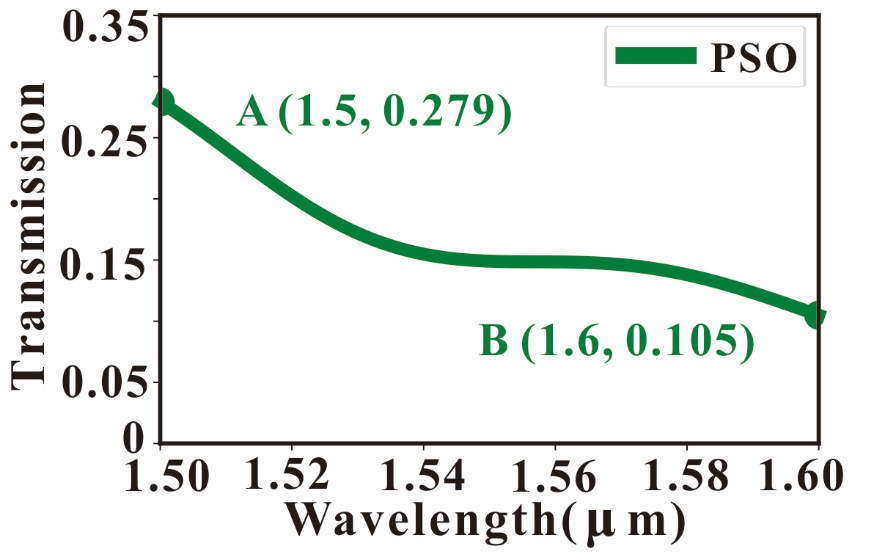 0.35
PSO
A (1.5, 0.279)
0.25
Transmission
0.15
B (1.6, 0.105)
0.05
0
1.50 1.52 1.54 1.56 1.58 1.60
Wavelength(μm)